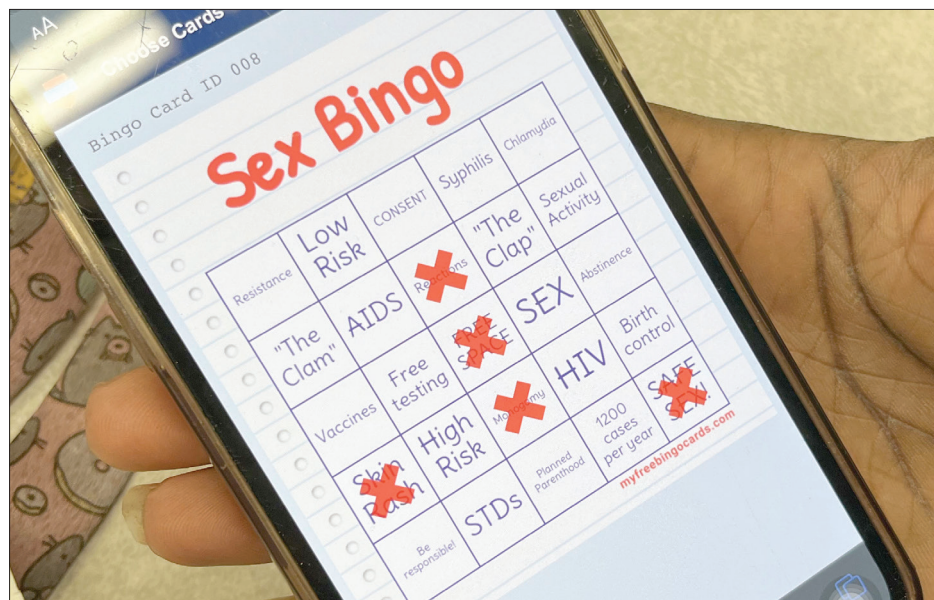 AA
Choose Cards
Bingo Card ID 008
Sex Bingo
Resistance
Low
Risk
CONSENT
Syphilis
Chlamydia
"The
Clam"
AIDS
Reactions
"The
Clap"
Sexual
Activity
Vaccines
Free
testing
FREE
SPACE
SEX
Abstinence
Skin
Rash
High
Risk
Monogamy
HIV
Birth
control
Be
responsible!
STDs
Planned
Parenthood
1200
cases
per year
SAFE
SEX!
myfreebingocards.com